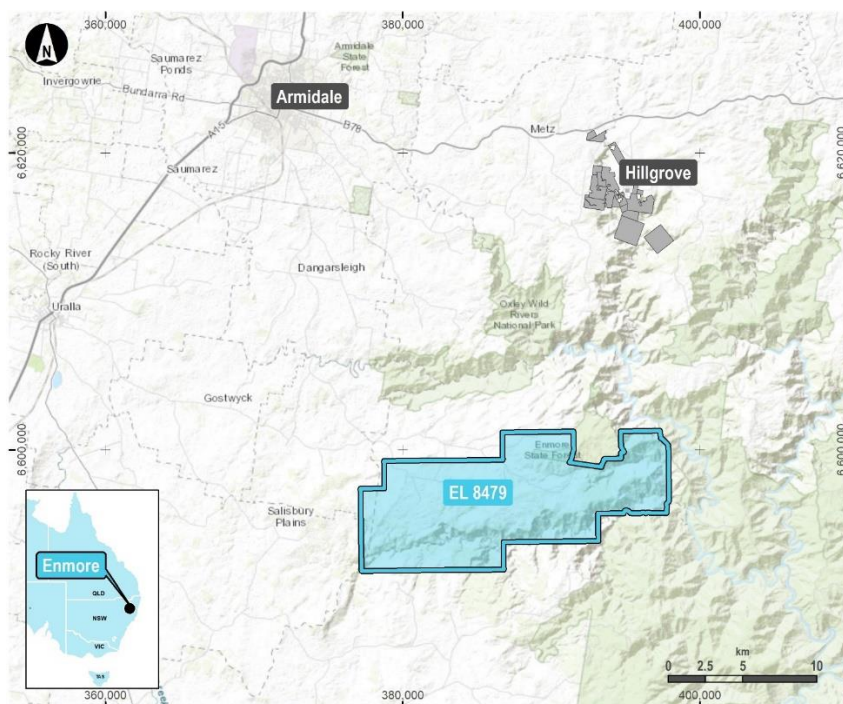 360,000
380,000
400,000
N
Saumarez
Ponds
Armidale
State
Forest
Invergowrie
Bundarra Rd
Armidale
A15
B78
Metz
6,620,000
6,620,000
Saumarez
Hillgrove
Rocky River
(South)
Dangarsleigh
Uralla
Oxley Wild
Rivers
National Park
Gostwyck
6,600,000
6,600,000
Enmore
State Forest
EL 8479
Salisbury
Plains
Enmore
QLD
NSW
VIC
TAS
km
0 2.5 5 10
360,000
380,000
400,000